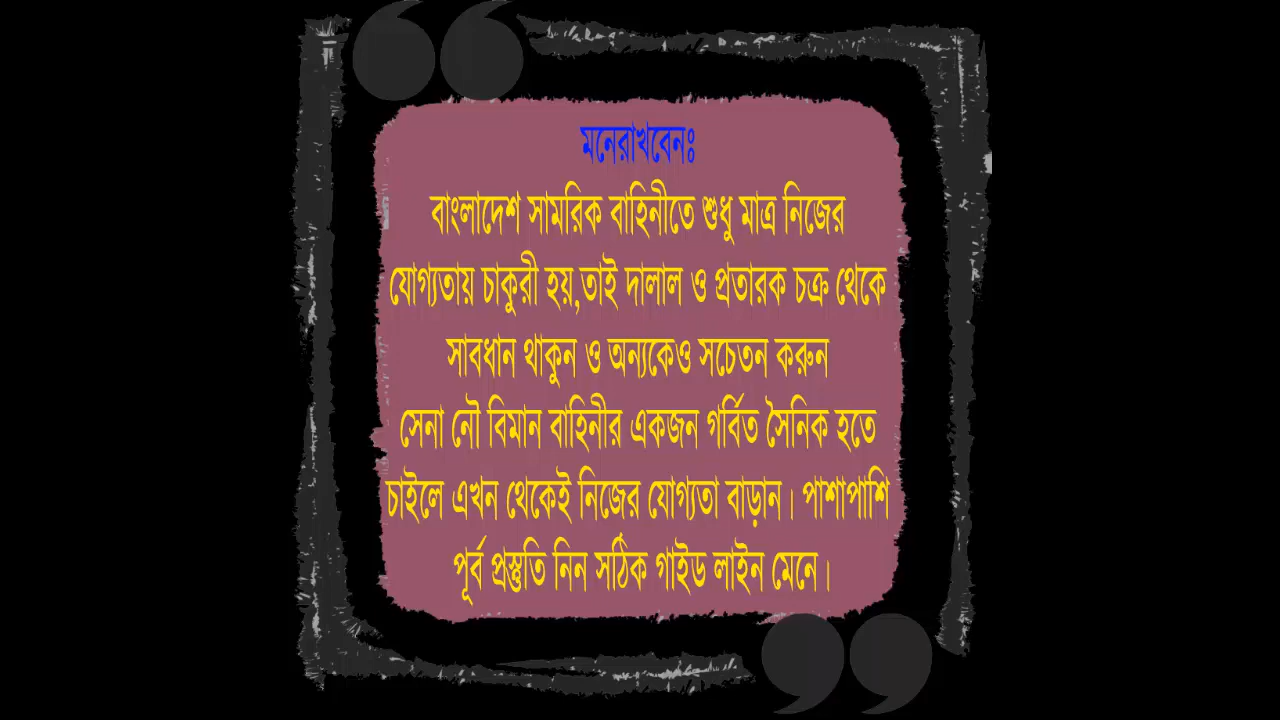 মনেরাখবেনঃ
বাংলাদেশ সামরিক বাহিনীতে শুধু মাত্র নিজের
যোগ্যতায় চাকুরী হয়,তাই দালাল ও প্রতারক চক্র থেকে
সাবধান থাকুন ও অন্যকেও সচেতন করুন
সেনা নৌ বিমান বাহিনীর একজন গর্বিত সৈনিক হতে
চাইলে এখন থেকেই নিজের যোগ্যতা বাড়ান। পাশাপাশি
পূর্ব প্রস্তুতি নিন সঠিক গাইড লাইন মেনে।